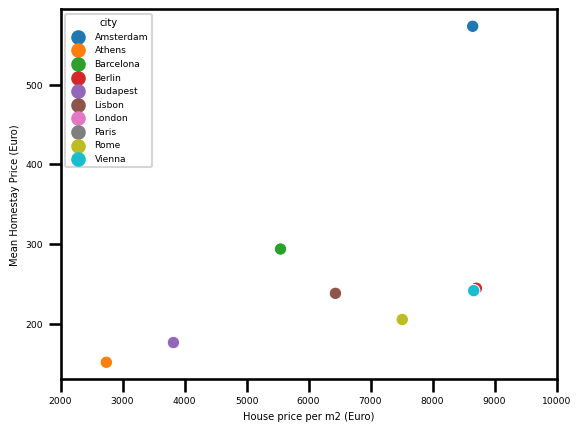 city
Amsterdam
Athens
Barcelona
Berlin
Budapest
Lisbon
London
Paris
Rome
Vienna
500
400
300
200
Mean Homestay Price (Euro)
2000 3000 4000 5000 6000 7000 8000 9000 10000
House price per m2 (Euro)